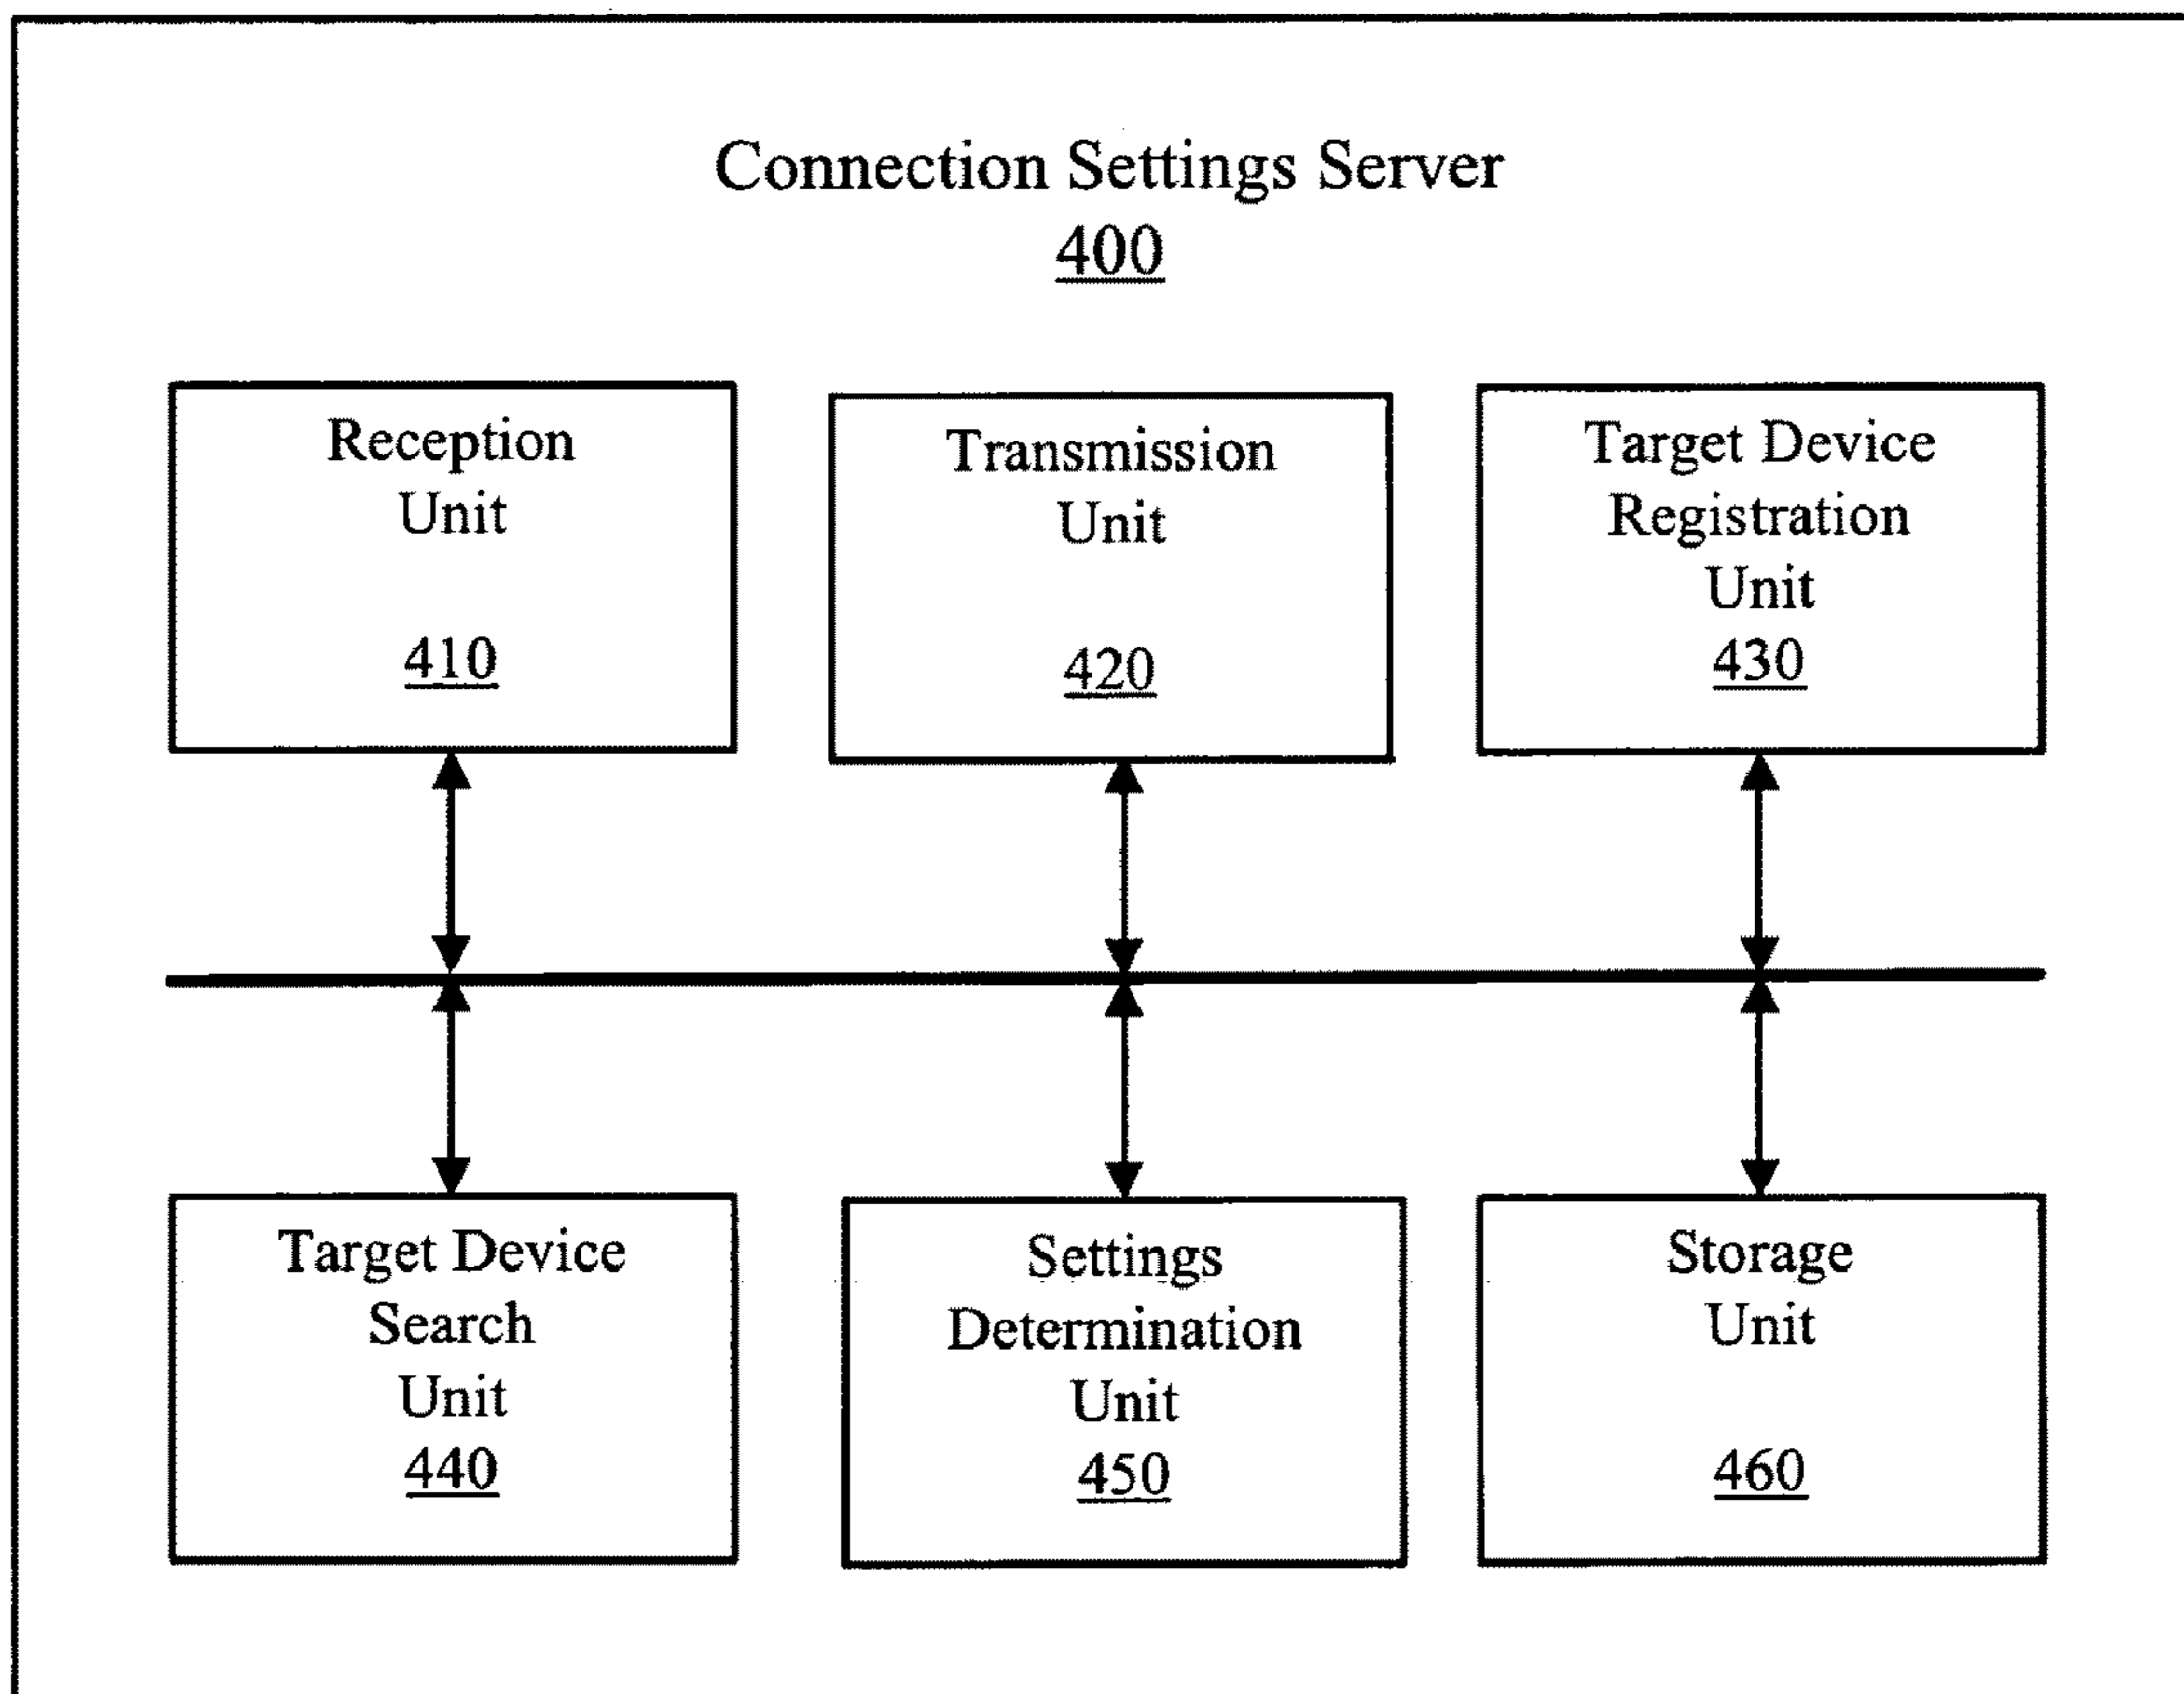 Connection Settings Server
400
Reception
Unit
410
Transmission
Unit
420
Target Device
Registration
Unit
430
Target Device
Search
Unit
440
Settings
Determination
Unit
450
Storage
Unit
460